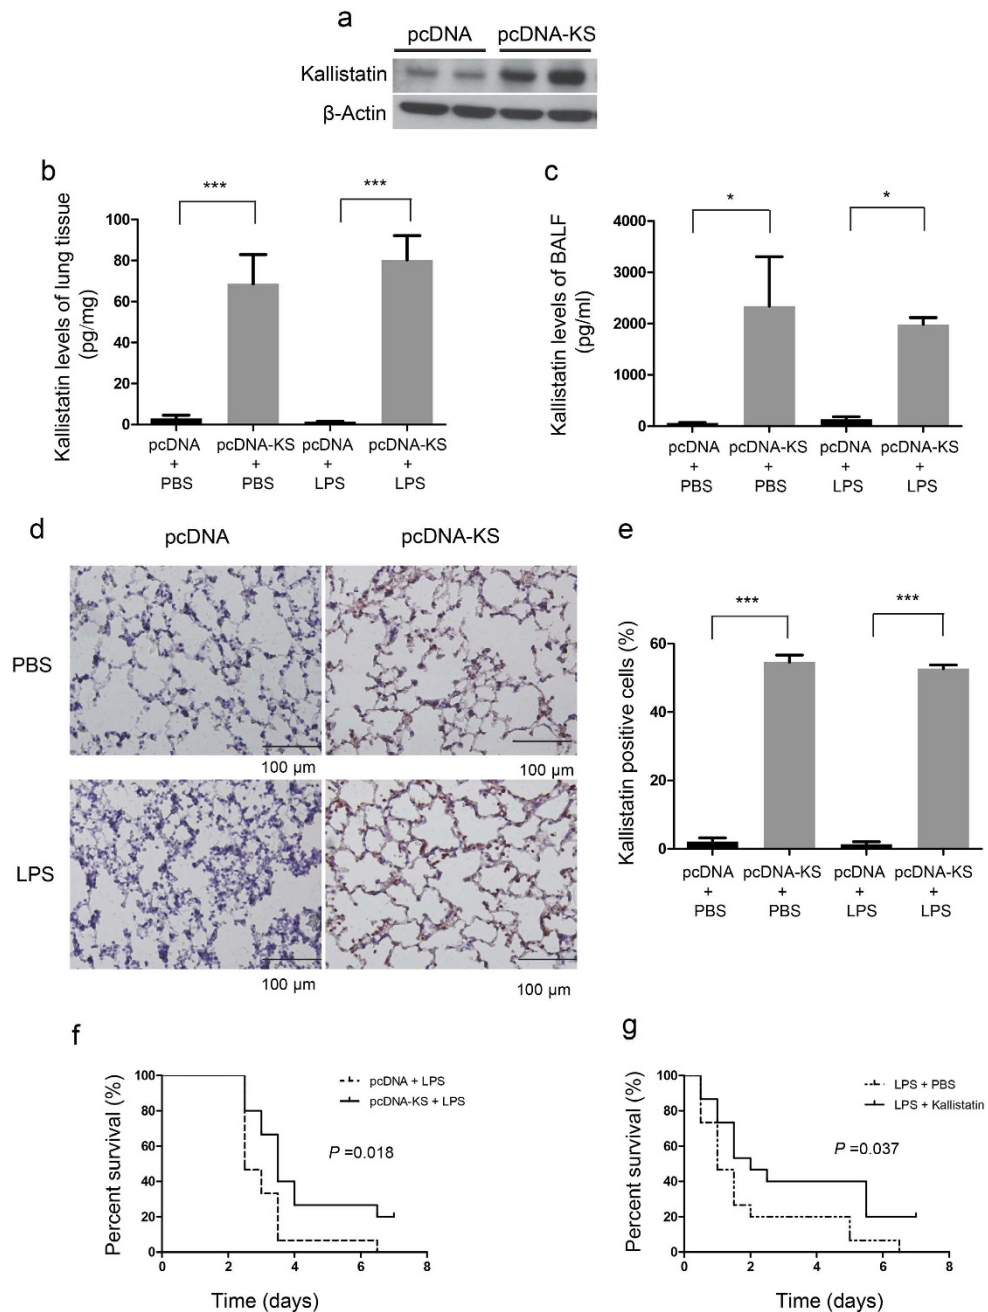 a
pcDNA pcDNA-KS
Kallistatin
β-Actin
b
Kallistatin levels of lung tissue
(pg/mg)
*** ***
100
80
60
40
20
0
pcDNA pcDNA-KS pcDNA pcDNA-KS
+ + + +
PBS PBS LPS LPS
c
Kallistatin levels of BALF
(pg/ml)
* *
4000
3000
2000
1000
0
pcDNA pcDNA-KS pcDNA pcDNA-KS
+ + + +
PBS PBS LPS LPS
d
pcDNA pcDNA-KS
PBS
100 µm 100 µm
LPS
100 µm 100 µm
e
Kallistatin positive cells (%)
*** ***
60
40
20
0
pcDNA pcDNA-KS pcDNA pcDNA-KS
+ + + +
PBS PBS LPS LPS
f
Percent survival (%)
100
80
60
40
20
0
pcDNA + LPS
pcDNA-KS + LPS
P =0.018
0 2 4 6 8
Time (days)
g
Percent survival (%)
100
80
60
40
20
0
LPS + PBS
LPS + Kallistatin
P =0.037
0 2 4 6 8
Time (days)